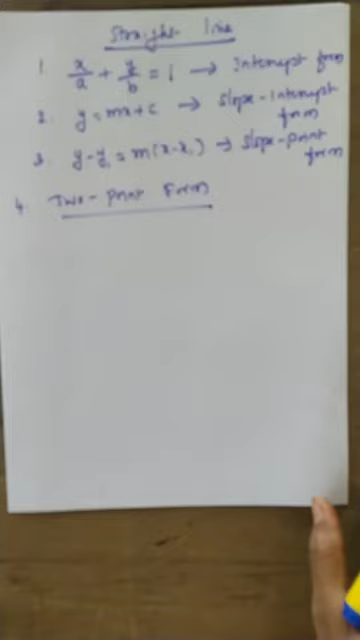 Straight line
1. x/a + y/b = 1 → Intercept form
2. y = mx + c → Slope-Intercept form
3. y - y₁ = m(x - x₁) → Slope-point form
4. Two-point form